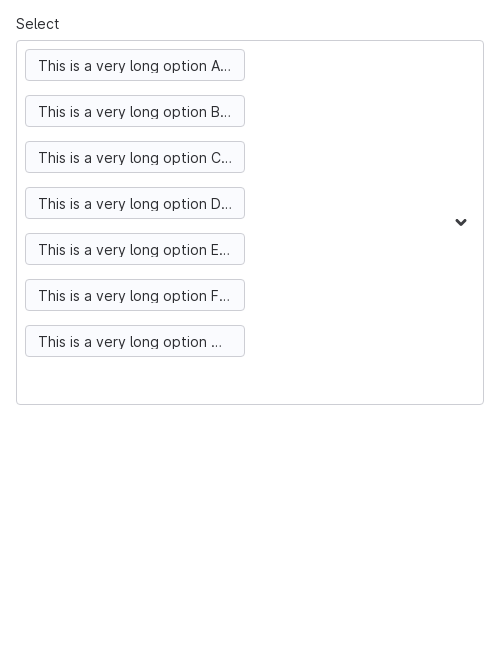 Select
This is a very long option A...
This is a very long option B...
This is a very long option C...
This is a very long option D...
This is a very long option E...
This is a very long option F...
This is a very long option ...